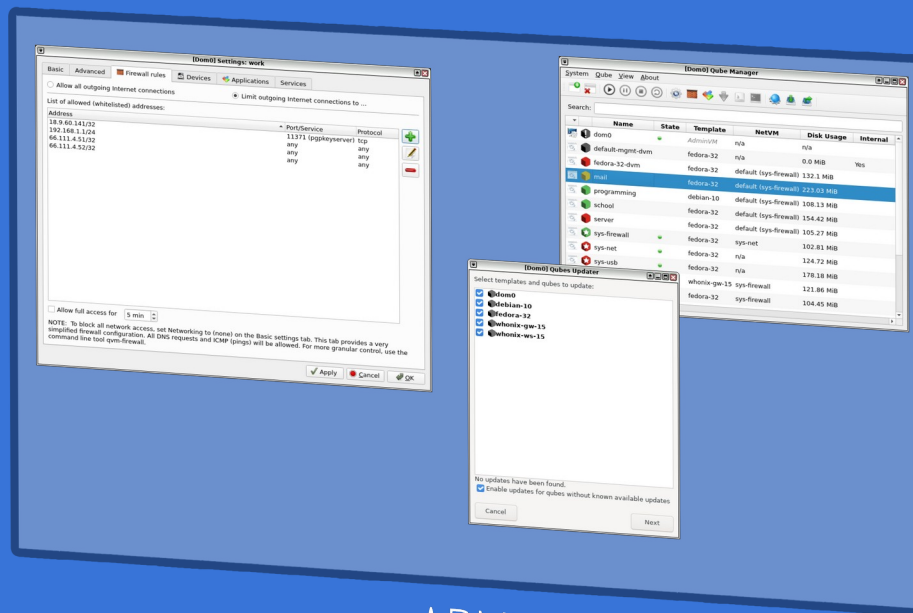 [Dom0] Settings: work
Basic Advanced Firewall rules Devices Applications Services
Allow all outgoing Internet connections Limit outgoing Internet connections to ...
List of allowed (whitelisted) addresses:
Address Port/Service Protocol
18.9.60.141/32 11371 (pgpkeyserver) tcp
192.168.1.1/24 any any
66.111.4.51/32 any any
66.111.4.52/32 any any
Allow full access for 5 min
NOTE: To block all network access, set Networking to (none) on the Basic settings tab. This tab provides a very
simplified firewall configuration. All DNS requests and ICMP (pings) will be allowed. For more granular control, use the
command line tool qvm-firewall.
Apply Cancel OK
[Dom0] Qube Manager
System Qube View About
Search:
Name State Template NetVM Disk Usage Internal
dom0 AdminVM n/a n/a
default-mgmt-dvm fedora-32 n/a 0.0 MiB Yes
fedora-32-dvm fedora-32 default (sys-firewall) 132.1 MiB
mail fedora-32 default (sys-firewall) 223.03 MiB
programming debian-10 default (sys-firewall) 108.13 MiB
school fedora-32 default (sys-firewall) 154.42 MiB
server fedora-32 default (sys-firewall) 105.27 MiB
sys-firewall fedora-32 sys-net 102.81 MiB
sys-net fedora-32 n/a 124.72 MiB
sys-usb fedora-32 n/a 178.18 MiB
whonix-gw-15 sys-firewall 121.86 MiB
fedora-32 sys-firewall 104.45 MiB
[Dom0] Qubes Updater
Select templates and qubes to update:
dom0
debian-10
fedora-32
whonix-gw-15
whonix-ws-15
No updates have been found.
Enable updates for qubes without known available updates
Cancel Next